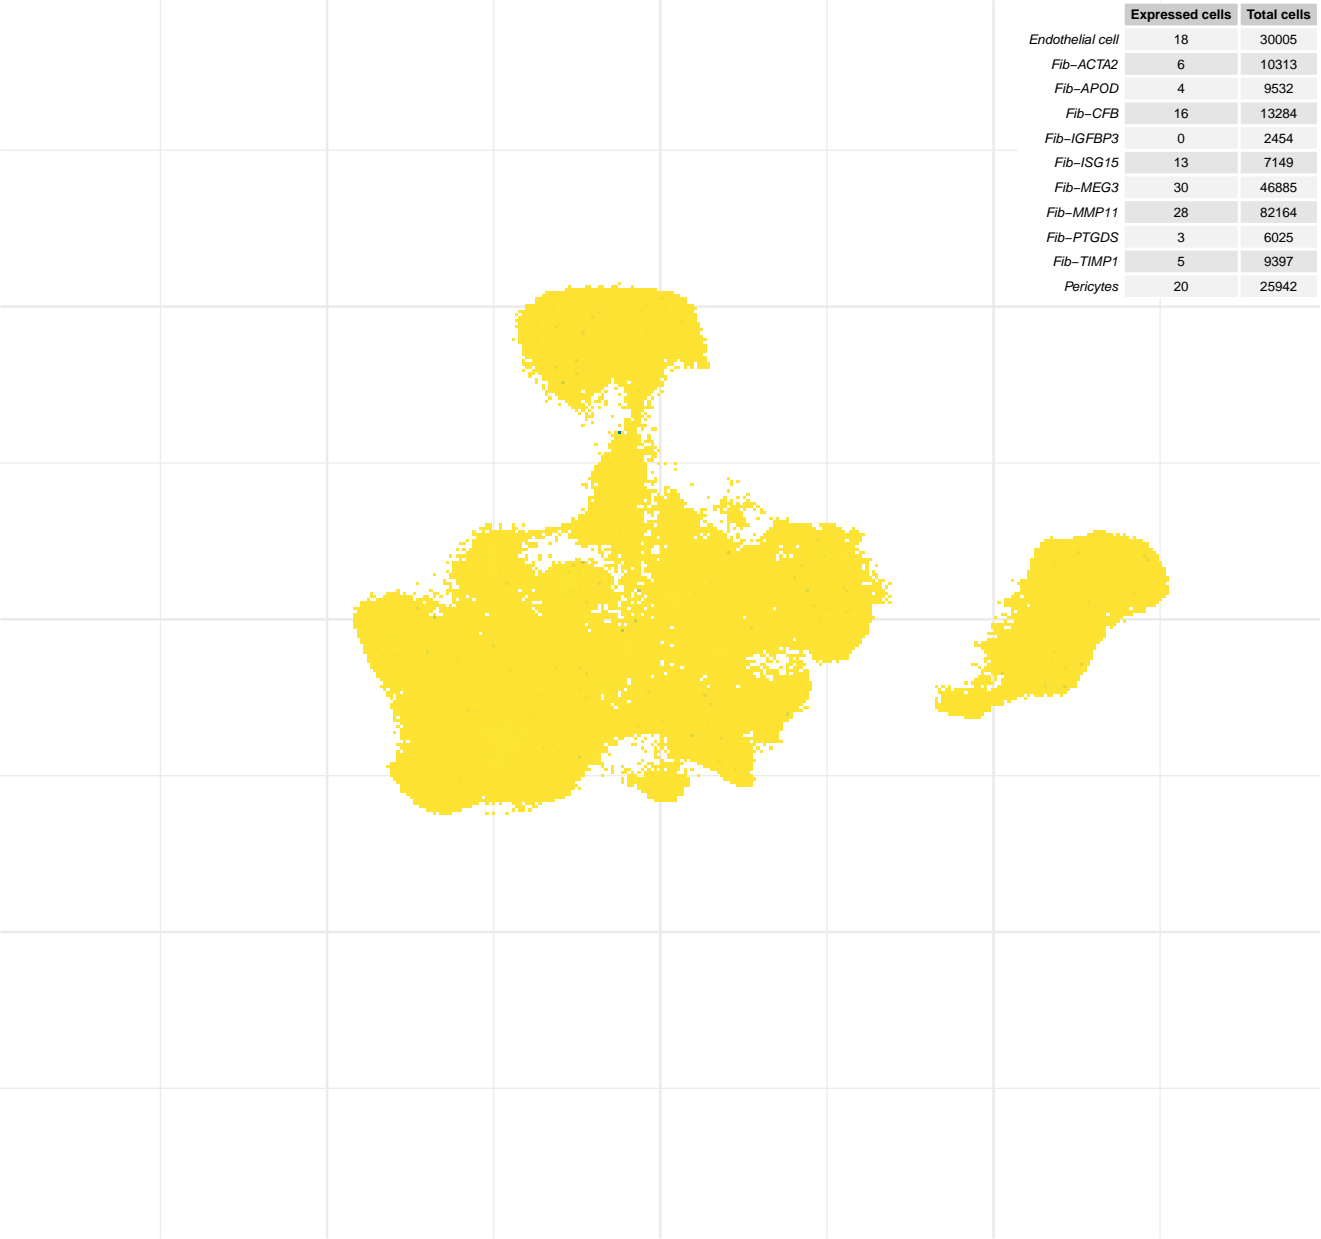 Expressed cells Total cells
Endothelial cell 18 30005
Fib−ACTA2 6 10313
Fib−APOD 4 9532
Fib−CFB 16 13284
Fib−IGFBP3 0 2454
Fib−ISG15 13 7149
Fib−MEG3 30 46885
Fib−MMP11 28 82164
Fib−PTGDS 3 6025
Fib−TIMP1 5 9397
Pericytes 20 25942